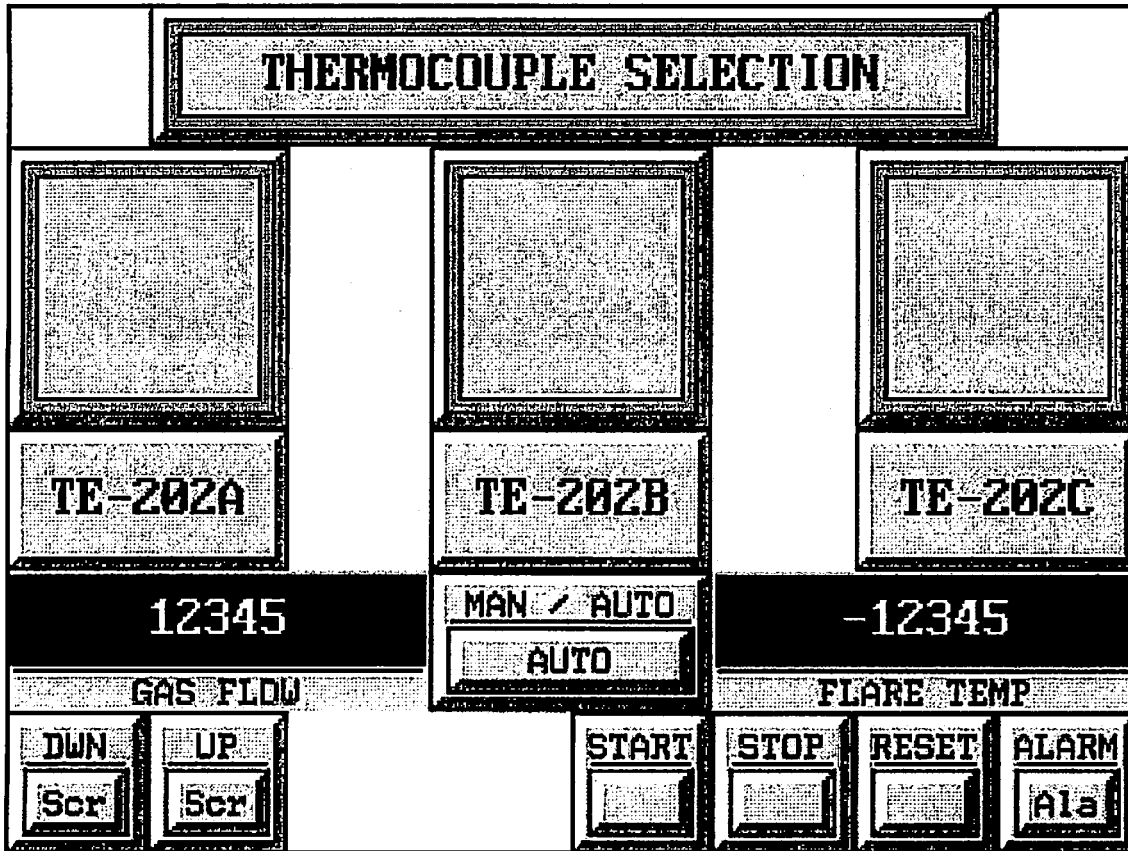 THERMOCOUPLE SELECTION
TE-202A TE-202B TE-202C
12345 MAN / AUTO -12345
AUTO
GAS FLOW FLARE TEMP
DWN UP START STOP RESET ALARM
Scr Scr Ala